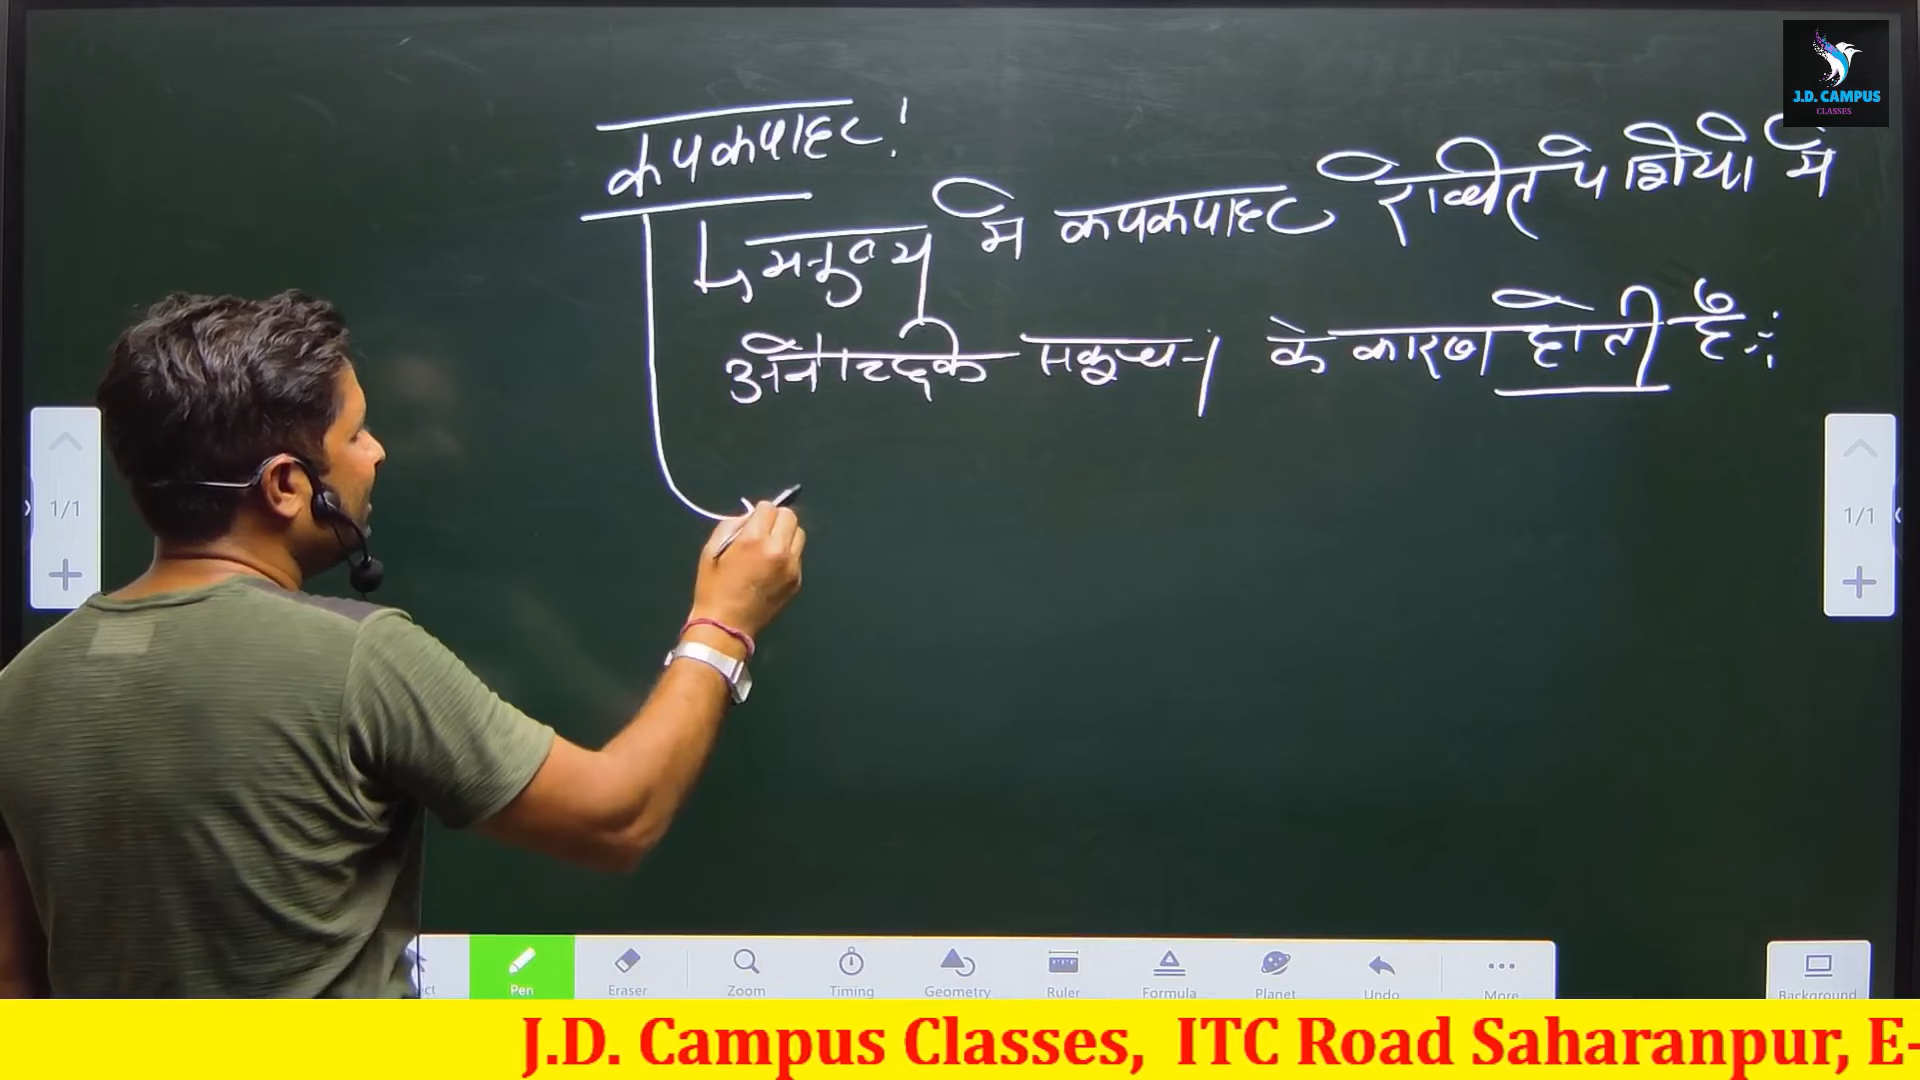 J.D. CAMPUS
CLASSES
कपकपाहट!
मनुष्य मे कपकपाहट रेखित पेशियो मे
अनेच्छिक संकुचन के कारण होती है
1/1
1/1
Pen
Eraser
Zoom
Timing
Geometry
Ruler
Formula
Planet
Undo
More
Background
J.D. Campus Classes, ITC Road Saharanpur, E-